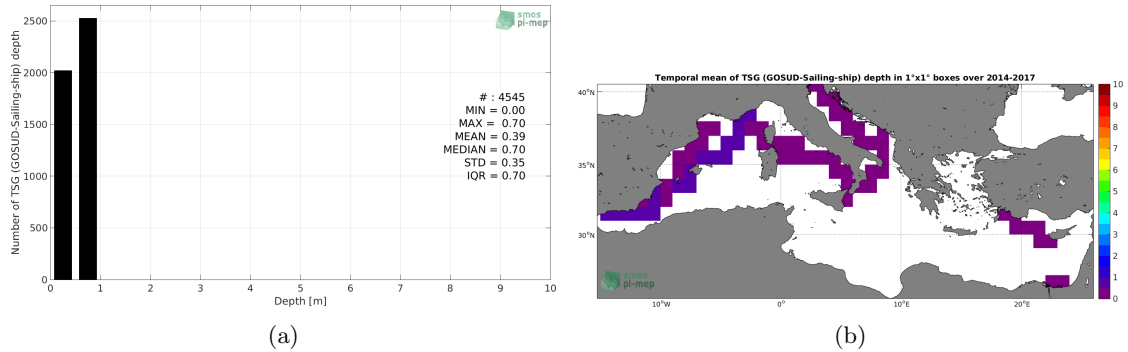 smos
pi-mep
Number of TSG (GOSUD-Sailing-ship) depth
2500
2000
1500
1000
500
0
# : 4545
MIN = 0.00
MAX = 0.70
MEAN = 0.39
MEDIAN = 0.70
STD = 0.35
IQR = 0.70
0 1 2 3 4 5 6 7 8 9 10
Depth [m]
(a)
Temporal mean of TSG (GOSUD-Sailing-ship) depth in 1°x1° boxes over 2014-2017
40°N
35°N
30°N
10°W 0° 10°E 20°E
smos
pi-mep
10
9
8
7
6
5
4
3
2
1
0
(b)